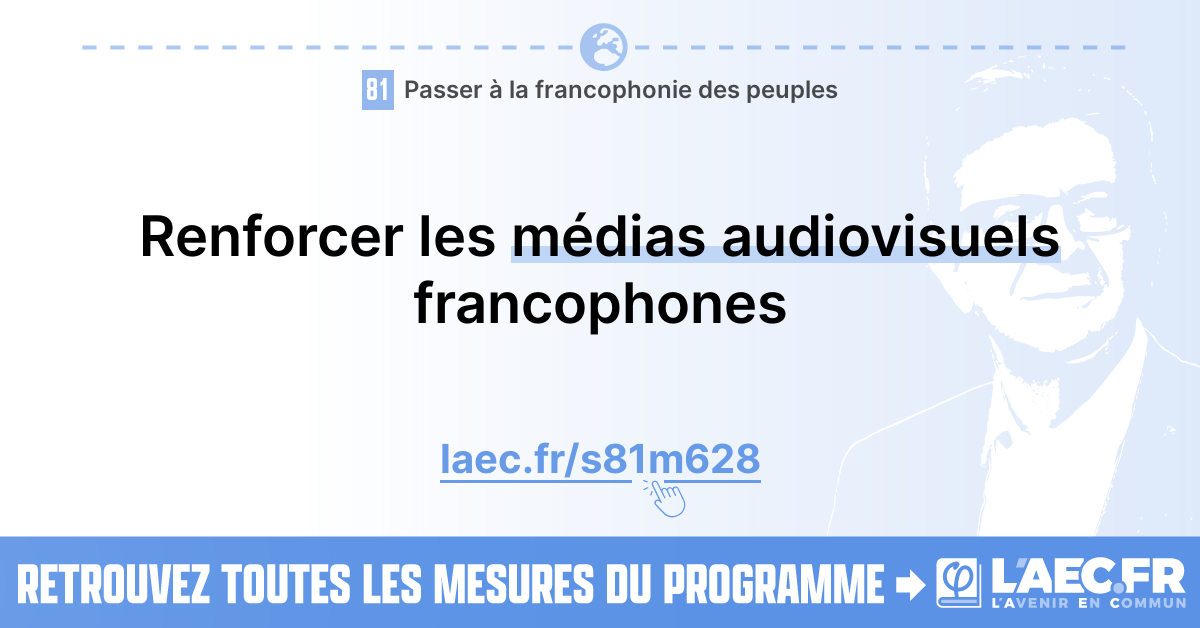 81 Passer à la francophonie des peuples
Renforcer les médias audiovisuels
francophones
laec.fr/s81m628
RETROUVEZ TOUTES LES MESURES DU PROGRAMME
L'AEC.FR
L'AVENIR EN COMMUN